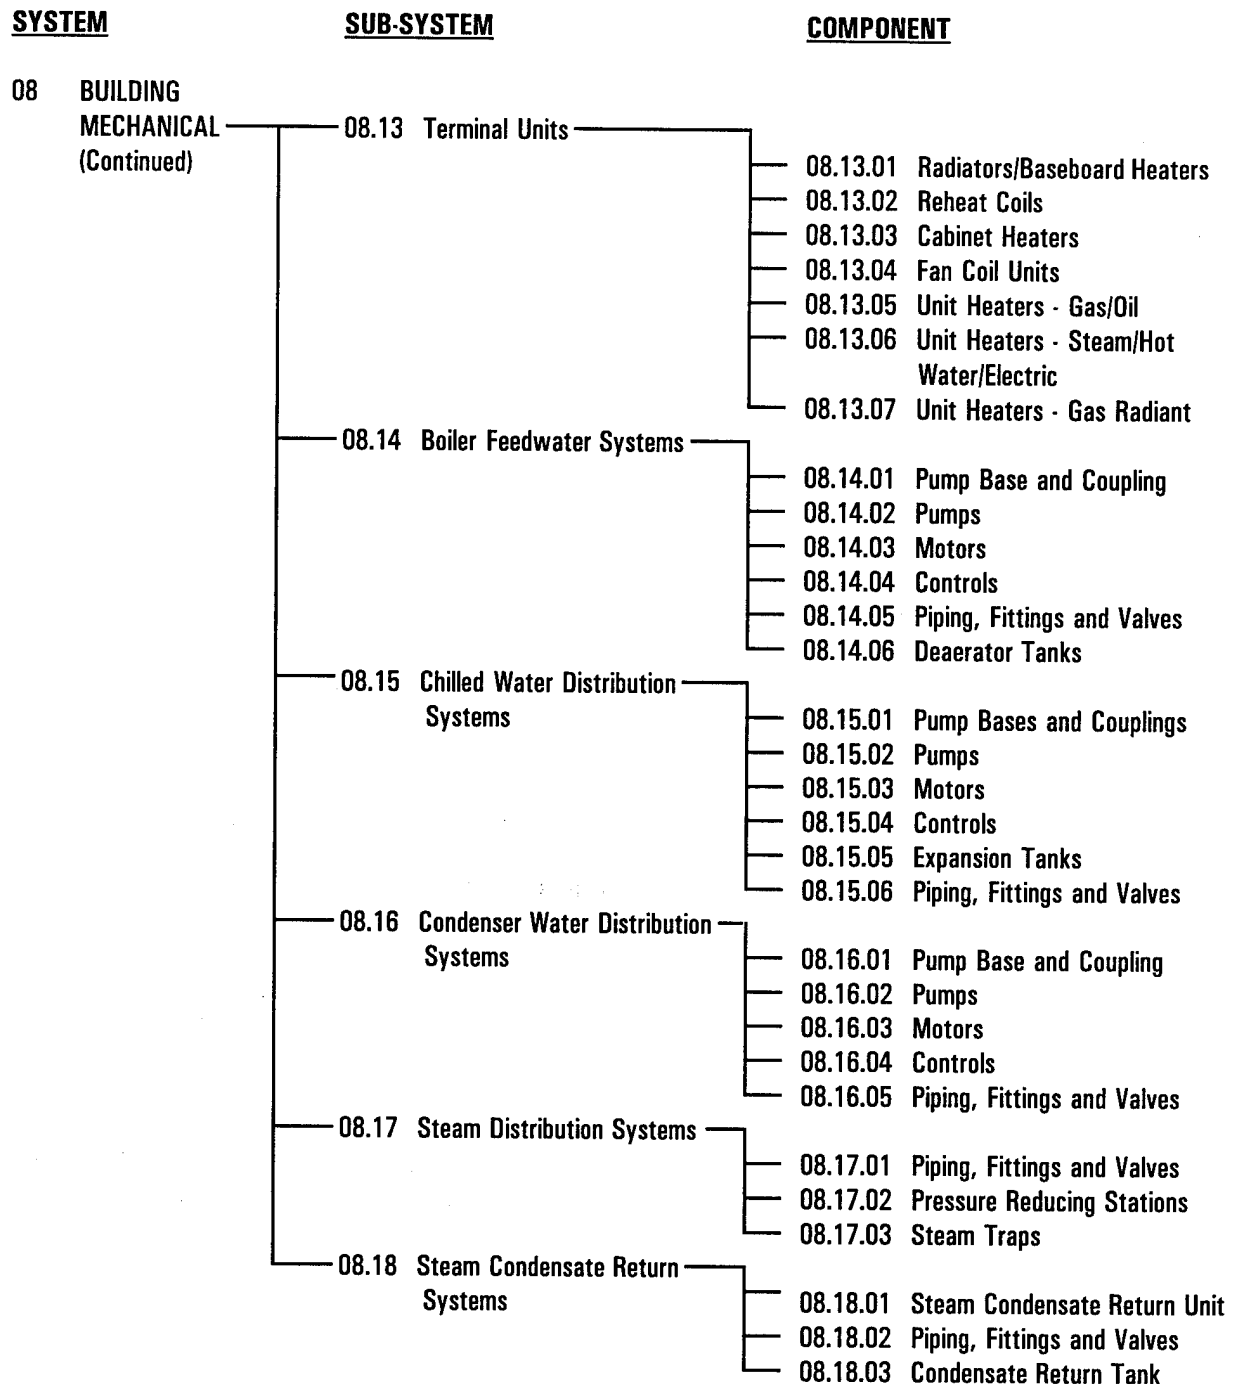 SYSTEM SUB-SYSTEM COMPONENT
08 BUILDING
MECHANICAL 08.13 Terminal Units
(Continued)
08.13.01 Radiators/Baseboard Heaters
08.13.02 Reheat Coils
08.13.03 Cabinet Heaters
08.13.04 Fan Coil Units
08.13.05 Unit Heaters - Gas/Oil
08.13.06 Unit Heaters - Steam/Hot
Water/Electric
08.13.07 Unit Heaters - Gas Radiant
08.14 Boiler Feedwater Systems
08.14.01 Pump Base and Coupling
08.14.02 Pumps
08.14.03 Motors
08.14.04 Controls
08.14.05 Piping, Fittings and Valves
08.14.06 Deaerator Tanks
08.15 Chilled Water Distribution
Systems
08.15.01 Pump Bases and Couplings
08.15.02 Pumps
08.15.03 Motors
08.15.04 Controls
08.15.05 Expansion Tanks
08.15.06 Piping, Fittings and Valves
08.16 Condenser Water Distribution
Systems
08.16.01 Pump Base and Coupling
08.16.02 Pumps
08.16.03 Motors
08.16.04 Controls
08.16.05 Piping, Fittings and Valves
08.17 Steam Distribution Systems
08.17.01 Piping, Fittings and Valves
08.17.02 Pressure Reducing Stations
08.17.03 Steam Traps
08.18 Steam Condensate Return
Systems
08.18.01 Steam Condensate Return Unit
08.18.02 Piping, Fittings and Valves
08.18.03 Condensate Return Tank